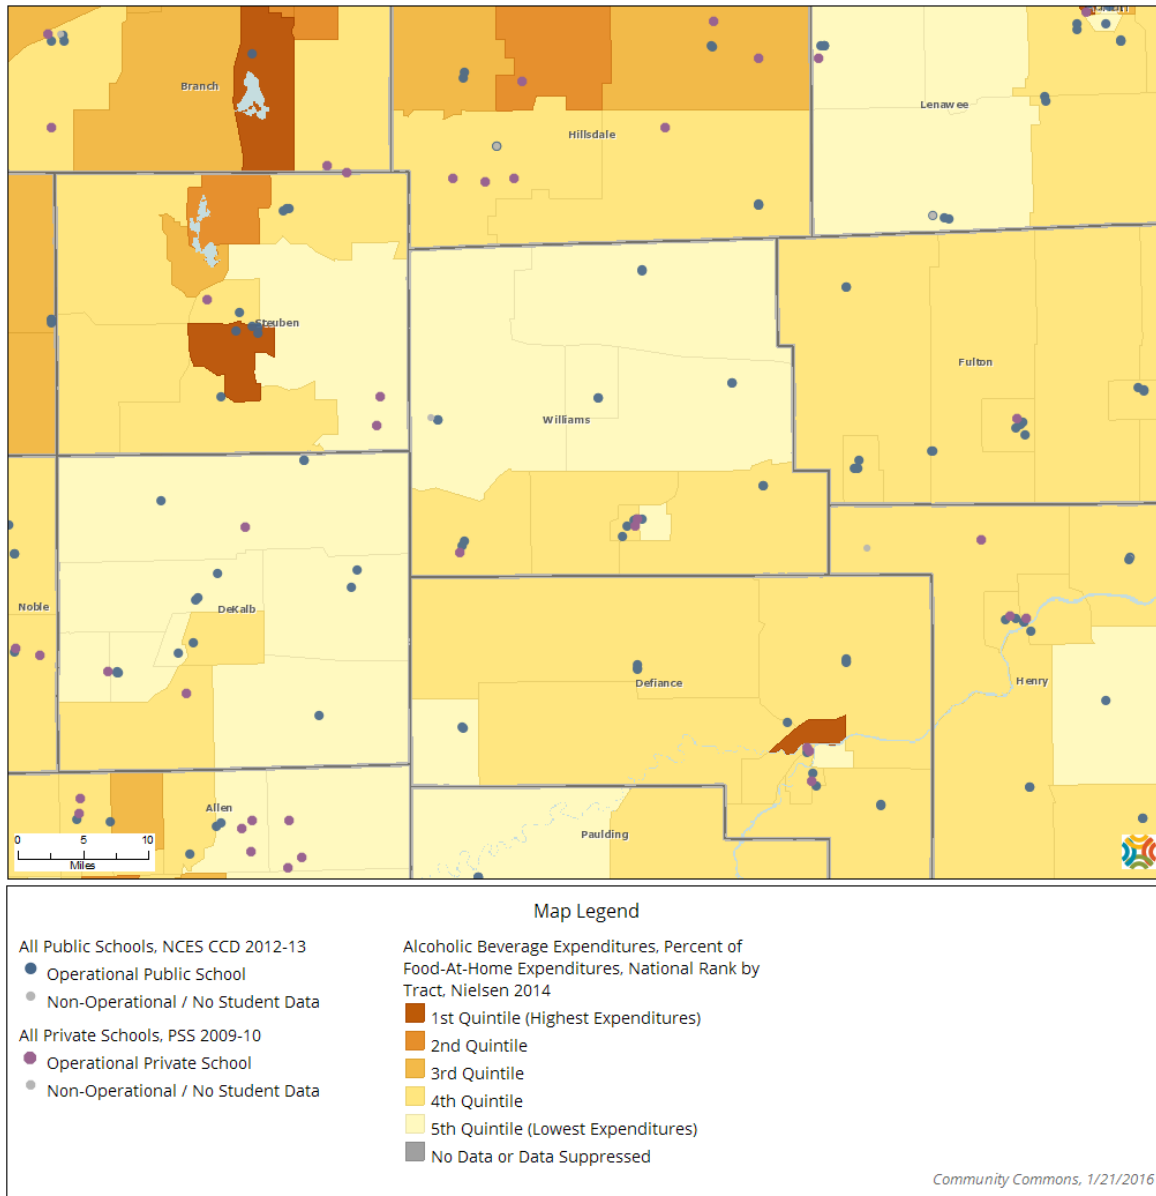 Branch
Hillsdale
Lenawee
Steuben
Williams
Fulton
Noble
DeKalb
Defiance
Henry
Allen
Paulding
0 5 10
Miles
Map Legend
All Public Schools, NCES CCD 2012-13
Operational Public School
Non-Operational / No Student Data
All Private Schools, PSS 2009-10
Operational Private School
Non-Operational / No Student Data
Alcoholic Beverage Expenditures, Percent of
Food-At-Home Expenditures, National Rank by
Tract, Nielsen 2014
1st Quintile (Highest Expenditures)
2nd Quintile
3rd Quintile
4th Quintile
5th Quintile (Lowest Expenditures)
No Data or Data Suppressed
Community Commons, 1/21/2016